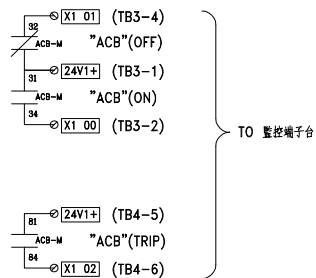 32 X1 01 (TB3-4)
ACB-M "ACB"(OFF)
31 24V1+ (TB3-1)
ACB-M "ACB"(ON)
34 X1 00 (TB3-2)
TO 監控端子台
81 24V1+ (TB4-5)
ACB-M "ACB"(TRIP)
84 X1 02 (TB4-6)